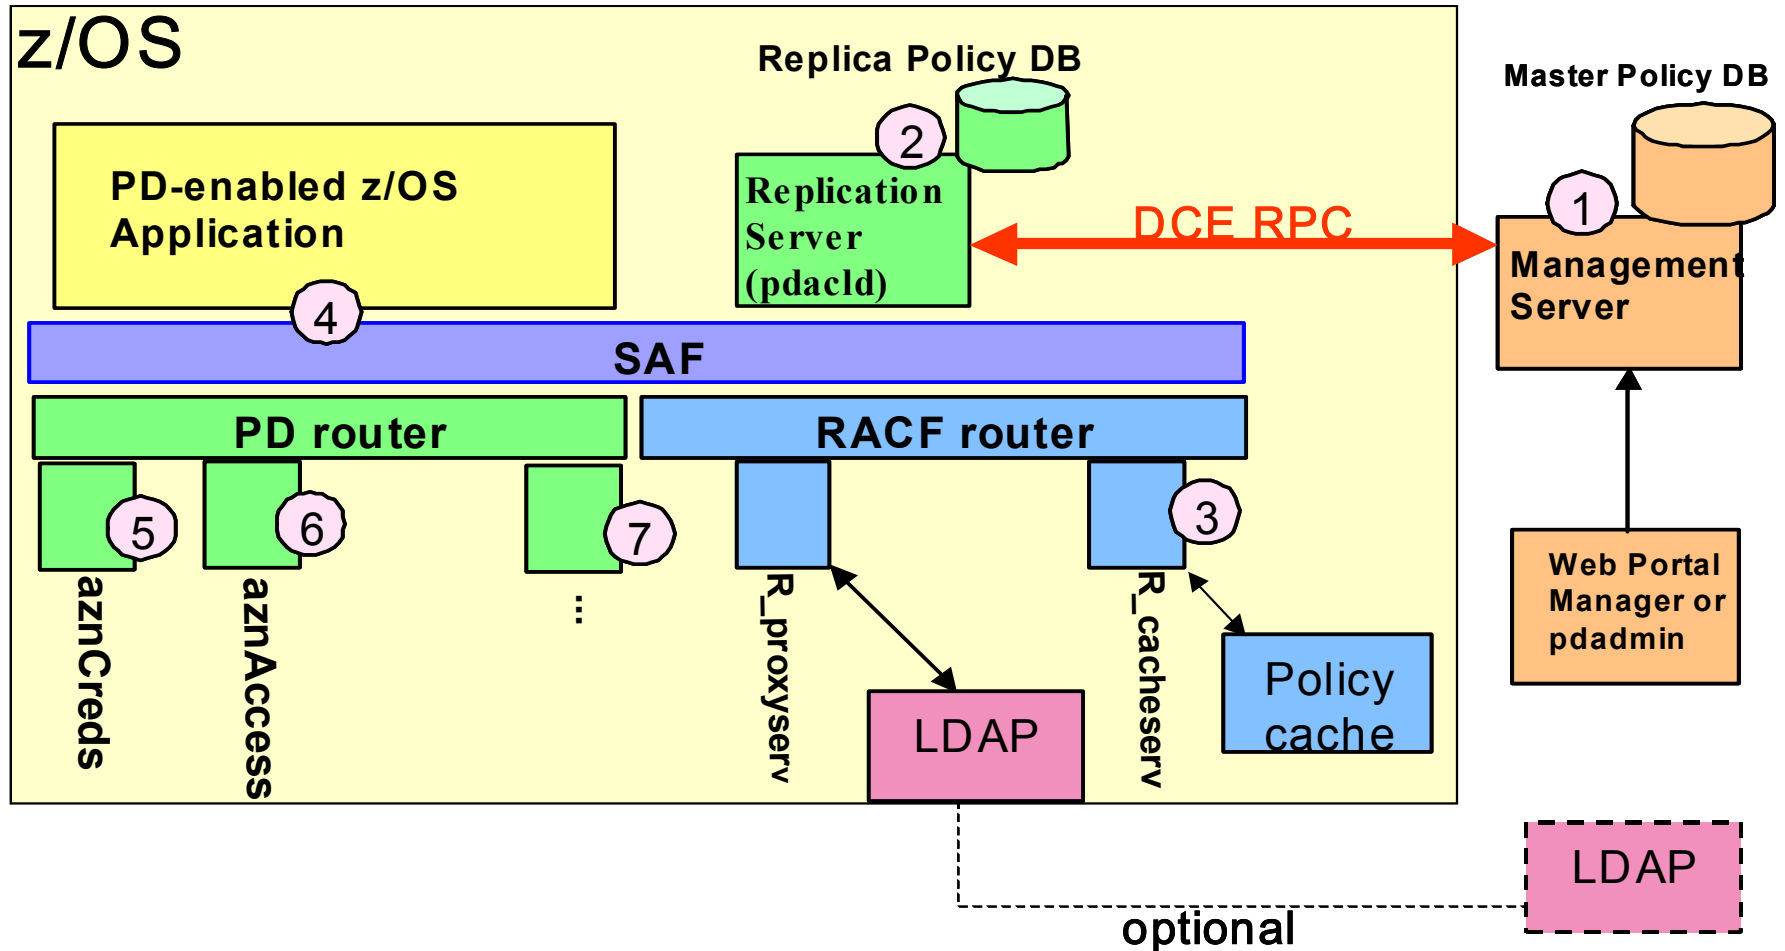 z/OS
Replica Policy DB
Master Policy DB
2
1
PD-enabled z/OS
Application
Replication
Server
(pdacld)
DCE RPC
Management
Server
4
SAF
PD router
RACF router
5
6
7
3
aznCreds
aznAccess
...
R_proxyserv
R_cacheserv
Web Portal
Manager or
pdadmin
Policy
cache
LDAP
LDAP
optional